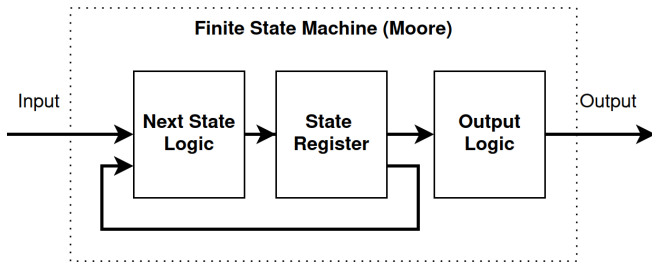 Finite State Machine (Moore)
Input
Next State
Logic
State
Register
Output
Logic
Output